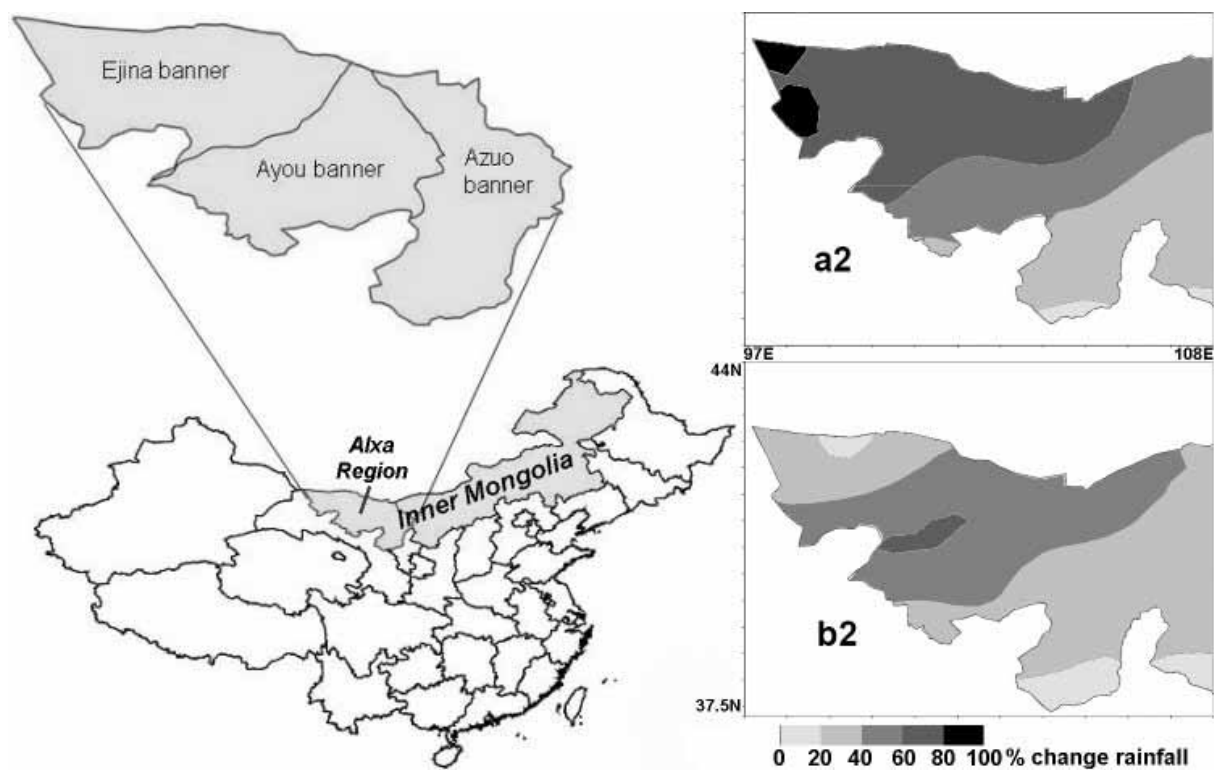 Ejina banner
Ayou banner
Azuo
banner
Alxa
Region
Inner Mongolia
a2
97E 108E
44N
b2
37.5N
0 20 40 60 80 100 % change rainfall